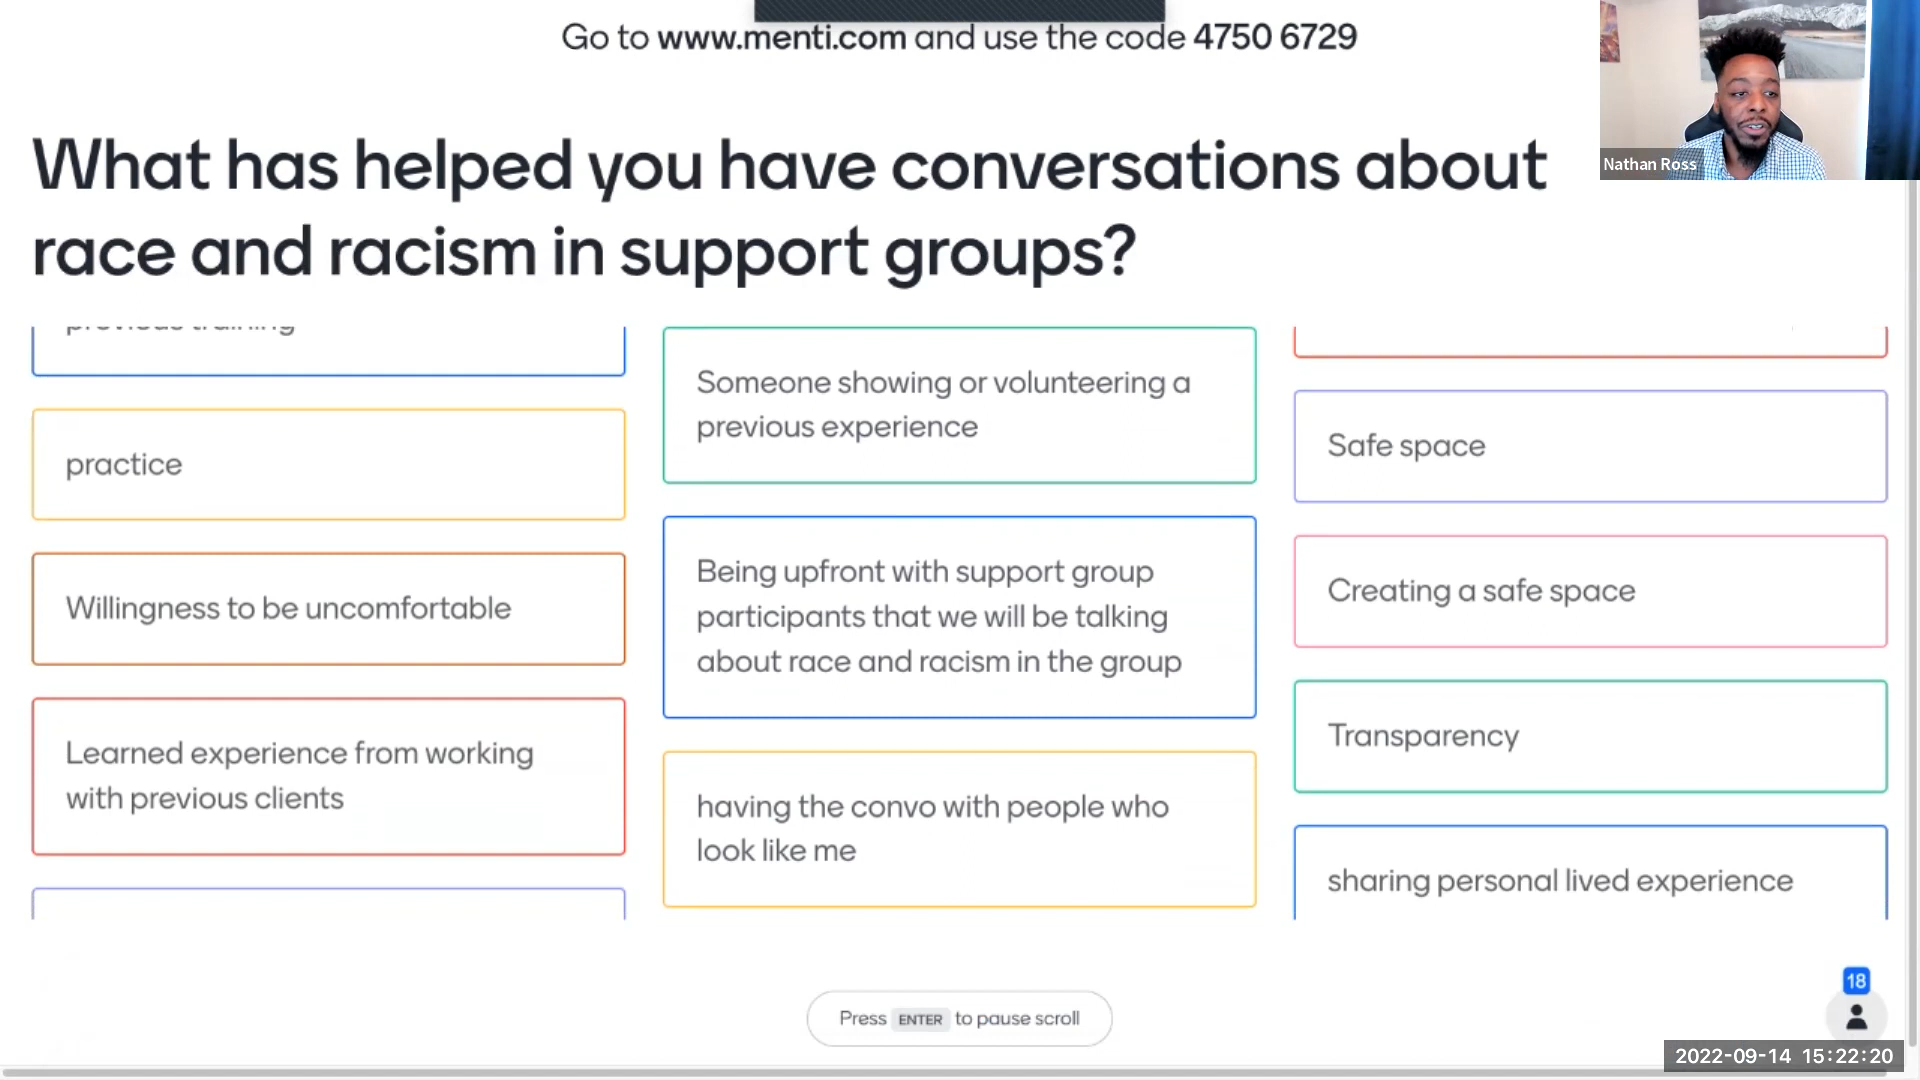 Go to www.menti.com and use the code 4750 6729
Nathan Ross
What has helped you have conversations about
race and racism in support groups?
previous training
practice
Willingness to be uncomfortable
Learned experience from working
with previous clients
Someone showing or volunteering a
previous experience
Being upfront with support group
participants that we will be talking
about race and racism in the group
having the convo with people who
look like me
Safe space
Creating a safe space
Transparency
sharing personal lived experience
Press ENTER to pause scroll
18
2022-09-14 15:22:20